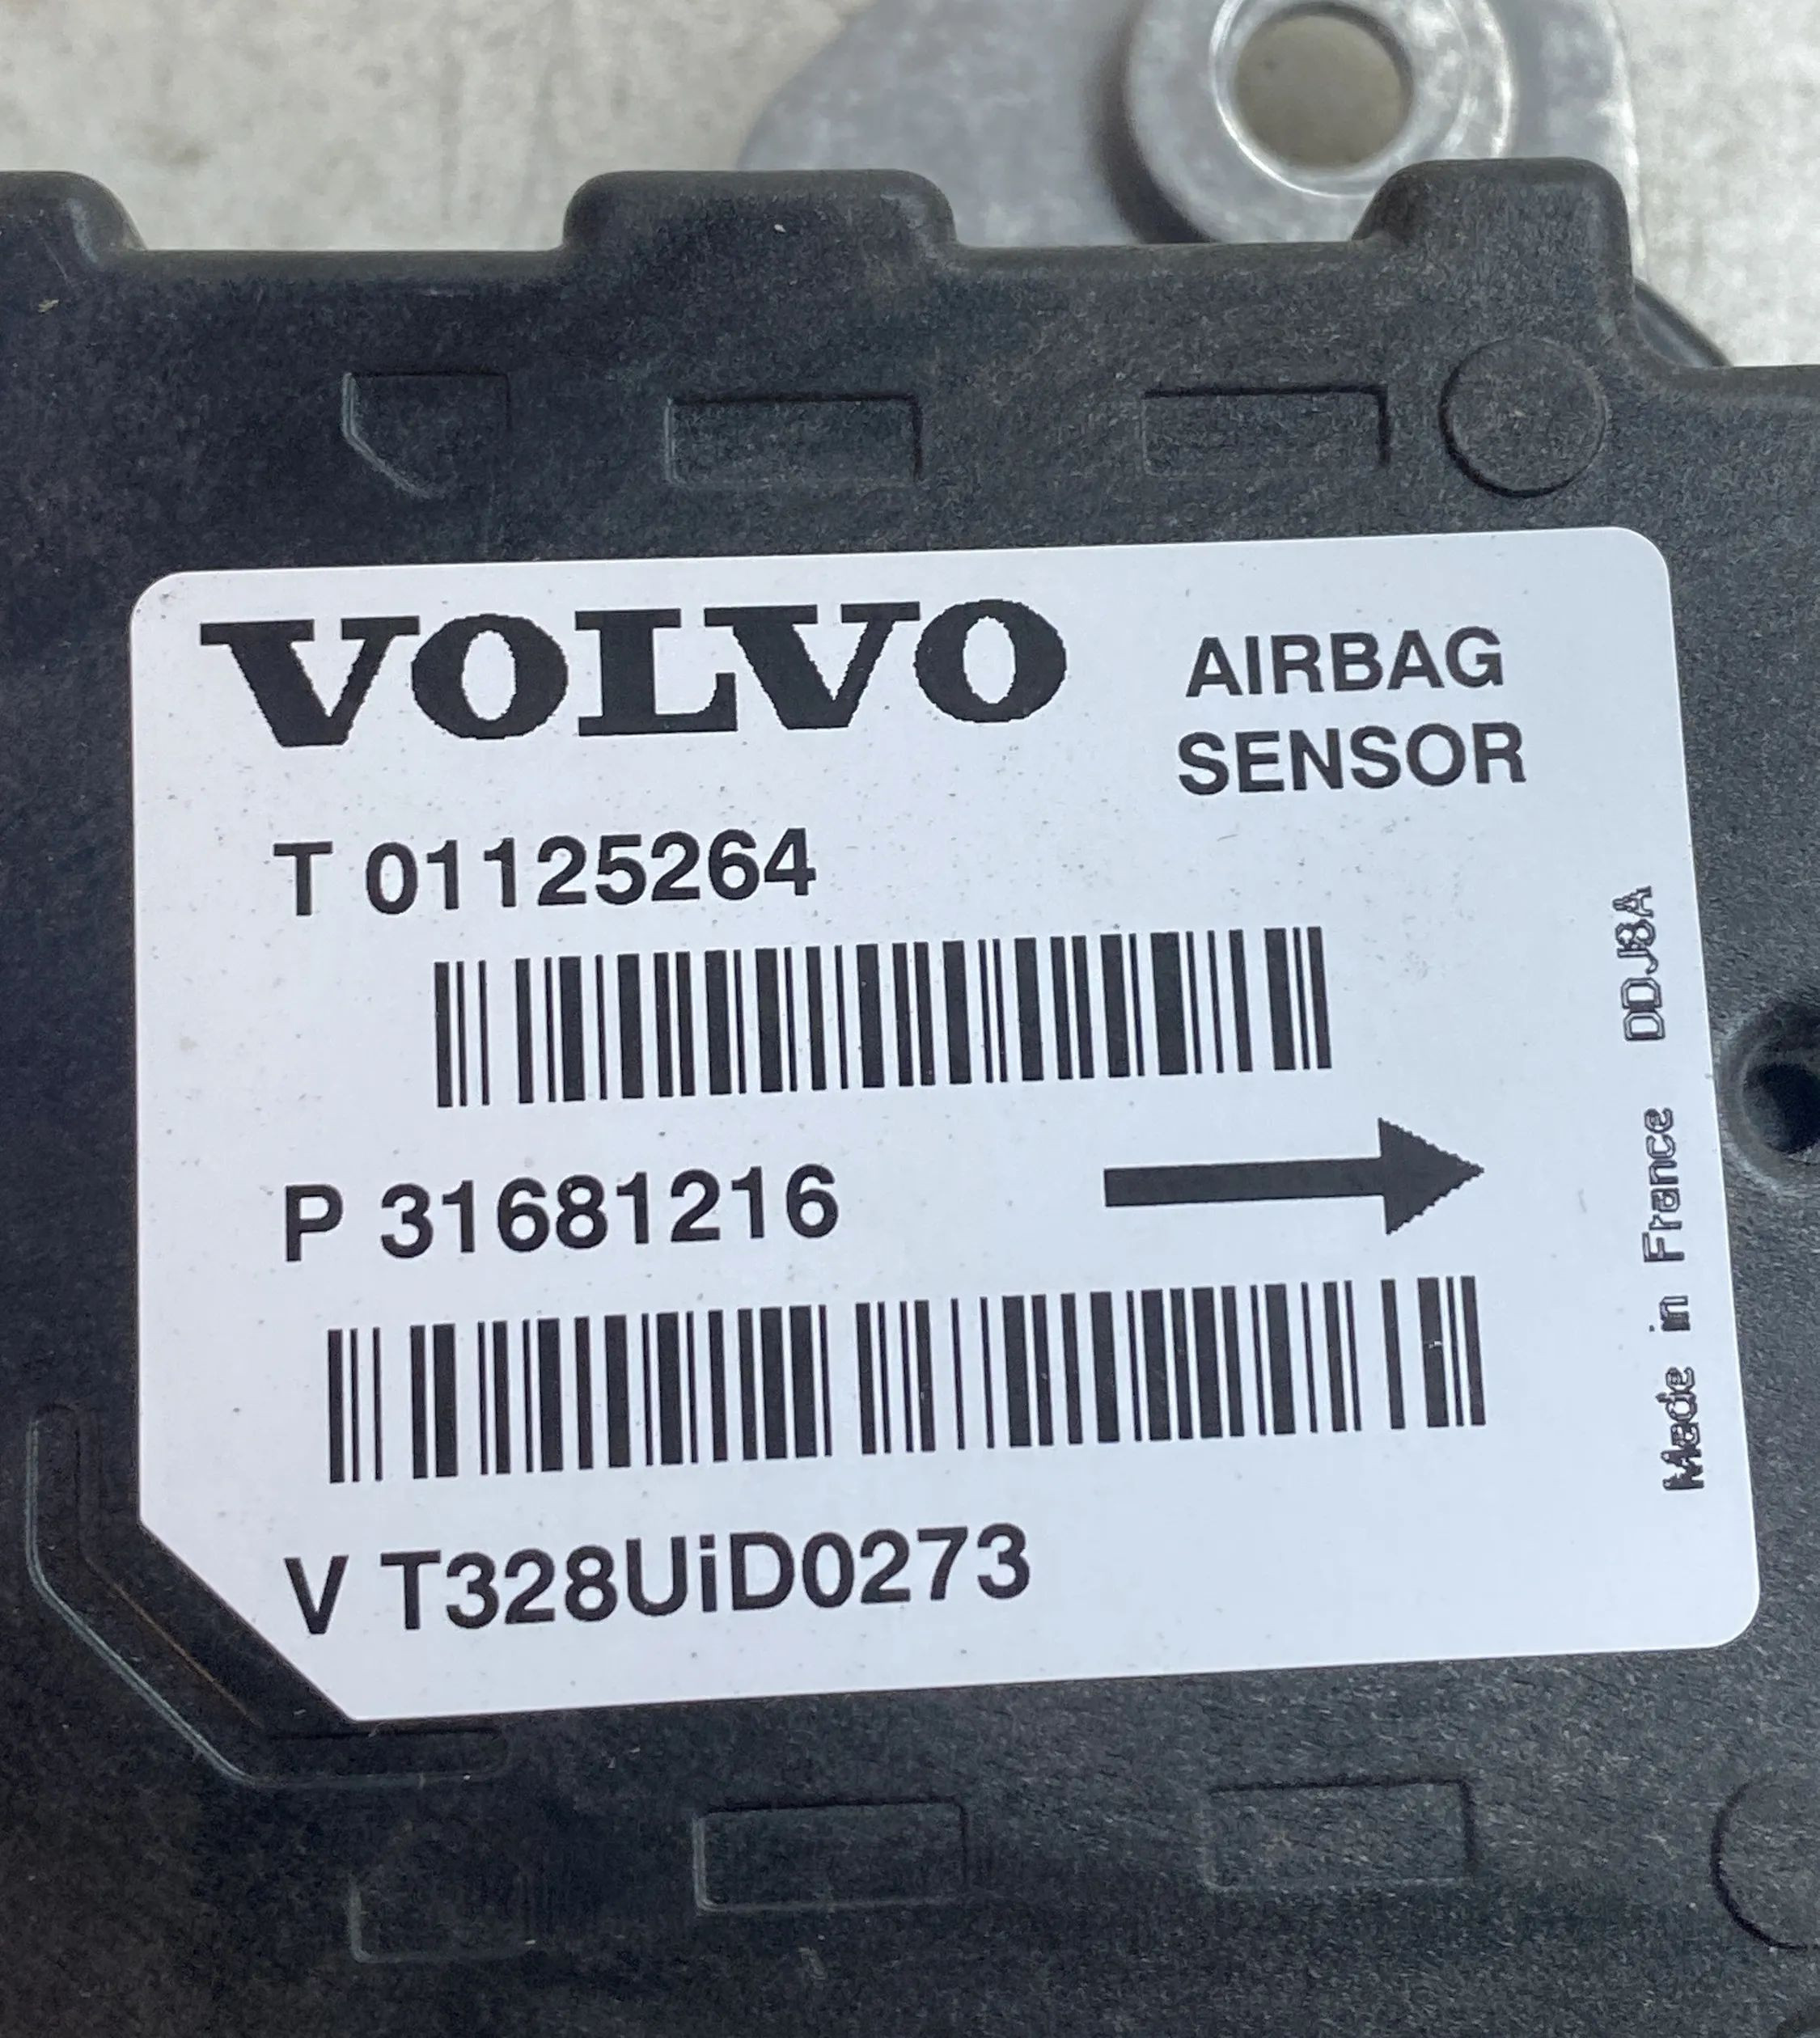 VOLVO
AIRBAG
SENSOR
T 01125264
P 31681216
V T328UiD0273
Made in France DDJ8A